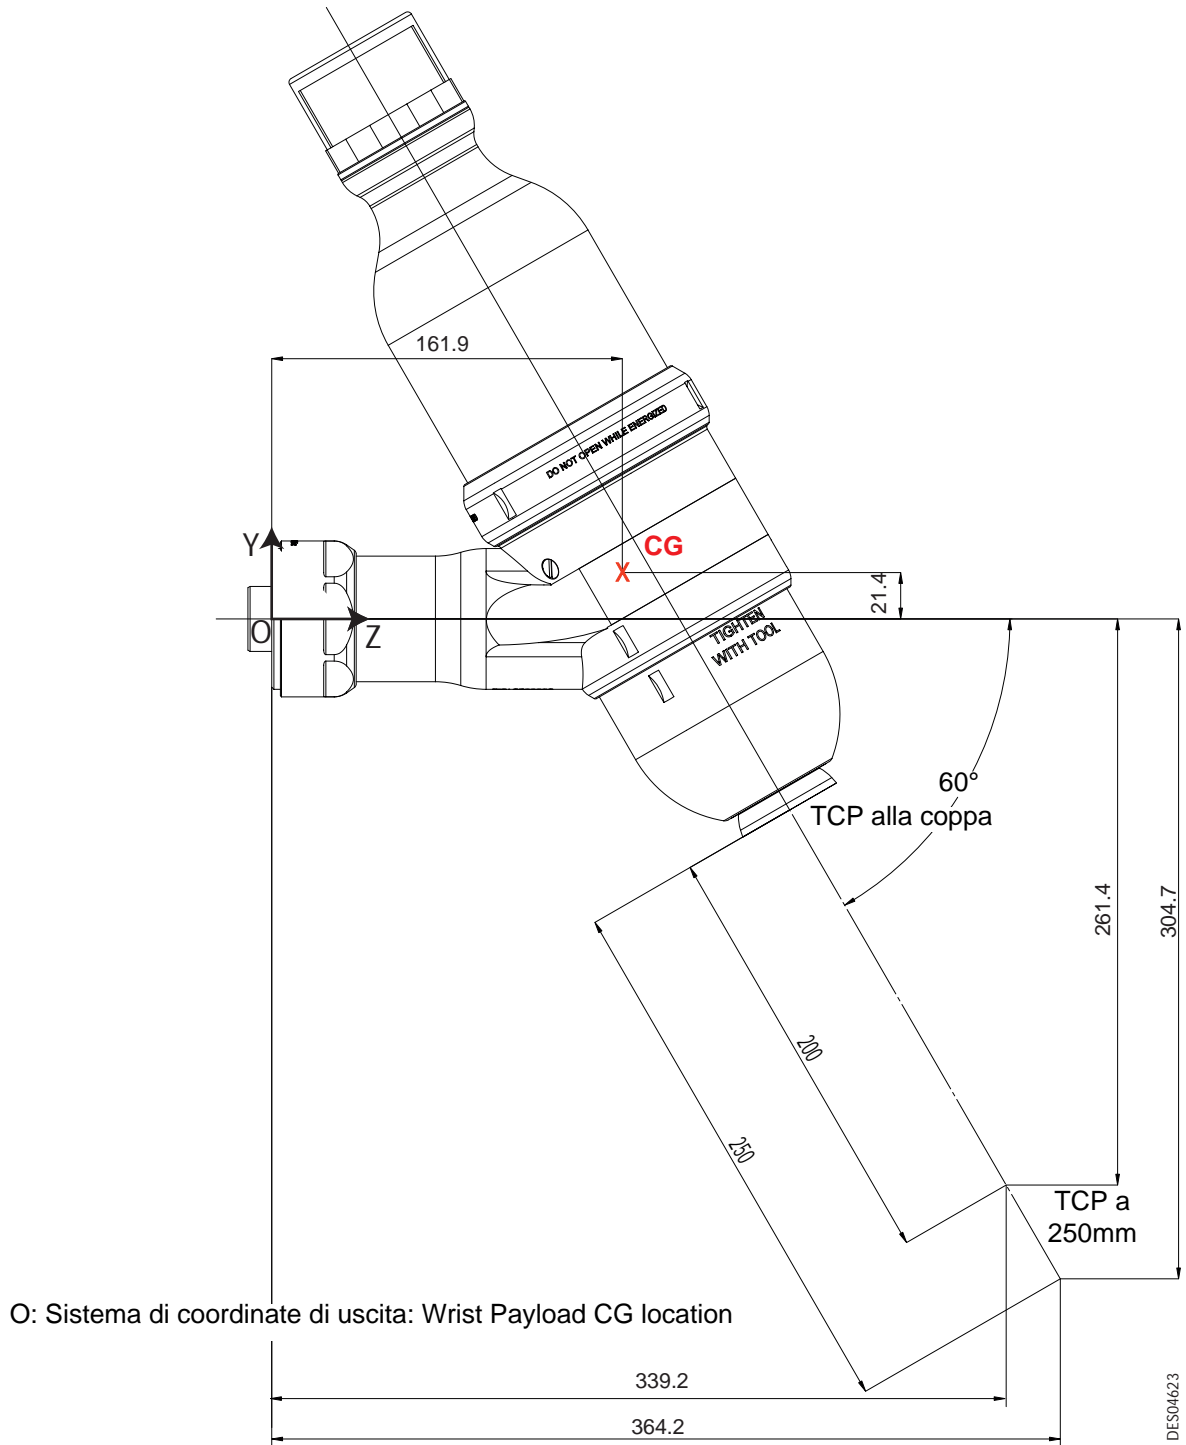 161.9
DO NOT OPEN WHILE ENERGIZED
Y
CG
21.4
O
Z
TIGHTEN
WITH TOOL
60°
TCP alla coppa
261.4
304.7
200
250
TCP a
250mm
O: Sistema di coordinate di uscita: Wrist Payload CG location
339.2
364.2
DES04623